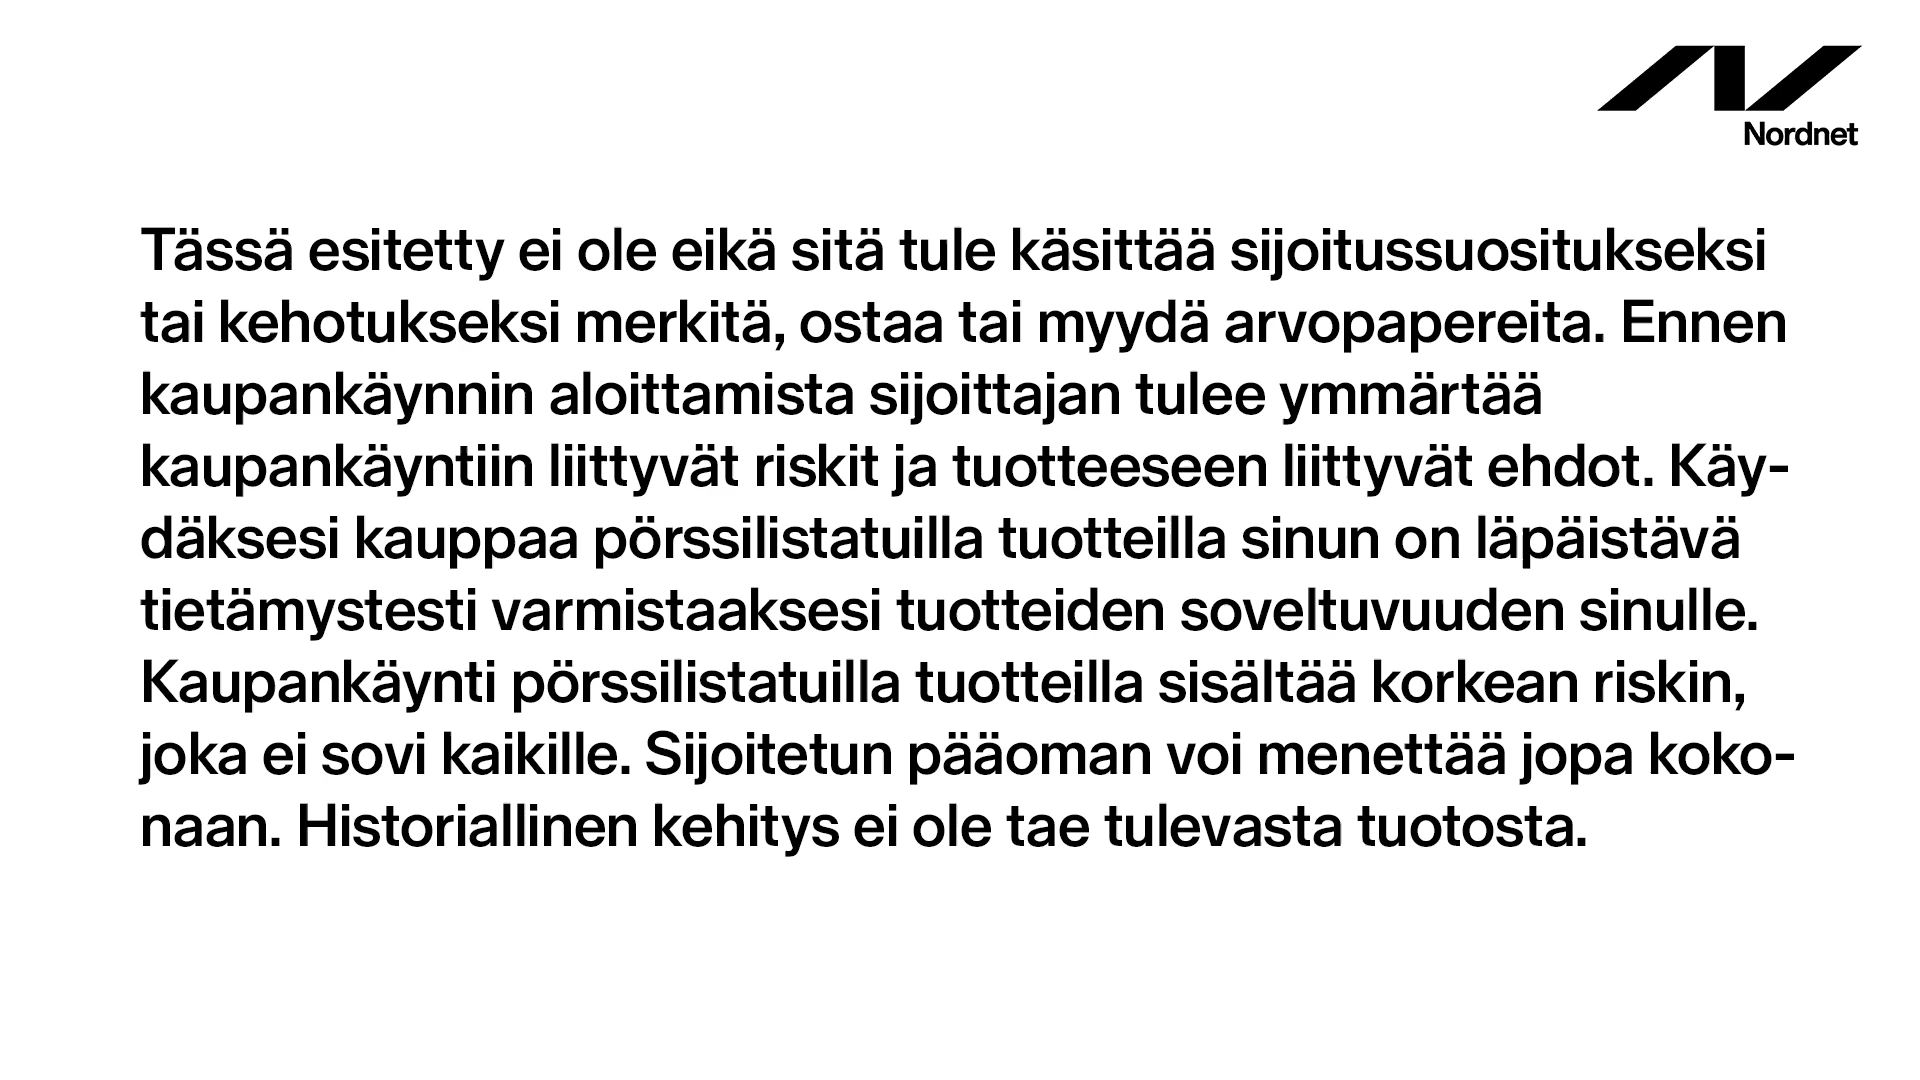 Nordnet
Tässä esitetty ei ole eikä sitä tule käsittää sijoitussuositukseksi
tai kehotukseksi merkitä, ostaa tai myydä arvopapereita. Ennen
kaupankäynnin aloittamista sijoittajan tulee ymmärtää
kaupankäyntiin liittyvät riskit ja tuotteeseen liittyvät ehdot. Käy-
däksesi kauppaa pörssilistatuilla tuotteilla sinun on läpäistävä
tietämystesti varmistaaksesi tuotteiden soveltuvuuden sinulle.
Kaupankäynti pörssilistatuilla tuotteilla sisältää korkean riskin,
joka ei sovi kaikille. Sijoitetun pääoman voi menettää jopa koko-
naan. Historiallinen kehitys ei ole tae tulevasta tuotosta.